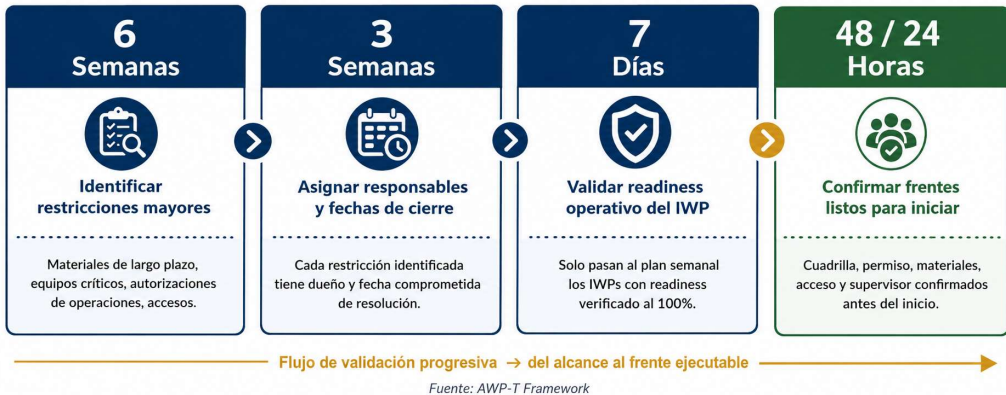 6
Semanas
Identificar
restricciones mayores
Materiales de largo plazo,
equipos críticos, autorizaciones
de operaciones, accesos.
3
Semanas
Asignar responsables
y fechas de cierre
Cada restricción identificada
tiene dueño y fecha comprometida
de resolución.
7
Días
Validar readiness
operativo del IWP
Solo pasan al plan semanal
los IWPs con readiness
verificado al 100%.
48 / 24
Horas
Confirmar frentes
listos para iniciar
Cuadrilla, permiso, materiales,
acceso y supervisor confirmados
antes del inicio.
Flujo de validación progresiva → del alcance al frente ejecutable
Fuente: AWP-T Framework